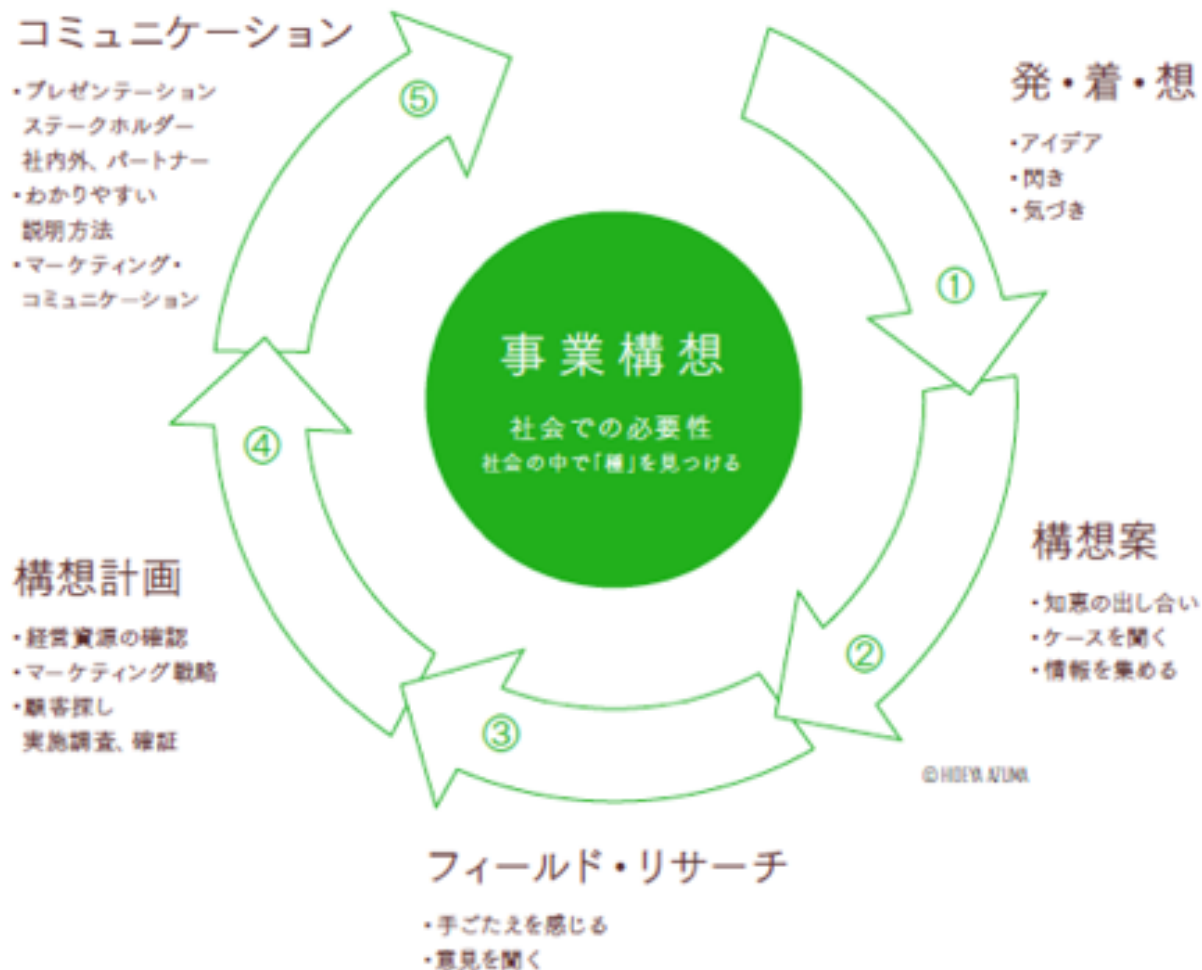 コミュニケーション
・プレゼンテーション
ステークホルダー
社内外、パートナー
・わかりやすい
説明方法
・マーケティング・
コミュニケーション
⑤
発・着・想
・アイデア
・閃き
・気づき
①
事業構想
社会での必要性
社会の中で「種」を見つける
④
構想計画
・経営資源の確認
・マーケティング戦略
・顧客探し
実施調査、確証
構想案
・知恵の出し合い
・ケースを聞く
・情報を集める
②
③
© HIDEYA AZUMA
フィールド・リサーチ
・手ごたえを感じる
・意見を聞く